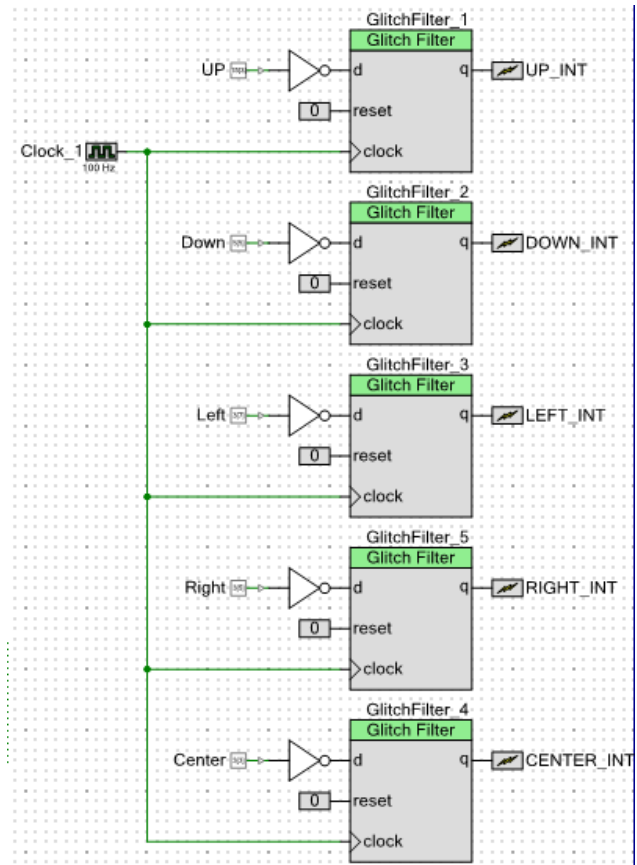 GlitchFilter_1
Glitch Filter
UP d q UP_INT
0 reset
Clock_1 clock
100 Hz
GlitchFilter_2
Glitch Filter
Down d q DOWN_INT
0 reset
clock
GlitchFilter_3
Glitch Filter
Left d q LEFT_INT
0 reset
clock
GlitchFilter_5
Glitch Filter
Right d q RIGHT_INT
0 reset
clock
GlitchFilter_4
Glitch Filter
Center d q CENTER_INT
0 reset
clock